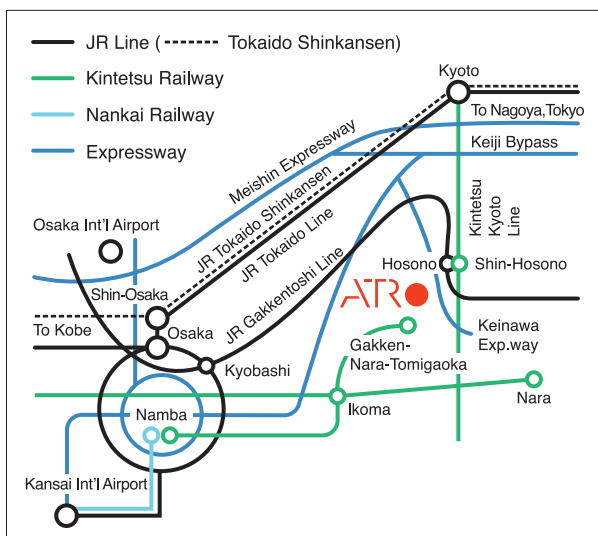 JR Line ( Tokaido Shinkansen)
Kintetsu Railway
Nankai Railway
Expressway
Kyoto
To Nagoya,Tokyo
Keiji Bypass
Meishin Expressway
JR Tokaido Shinkansen
JR Tokaido Line
JR Gakkentoshi Line
Kintetsu
Kyoto
Line
Osaka Int'l Airport
Shin-Osaka
To Kobe
Osaka
Kyobashi
Hosono
Shin-Hosono
ATR
Keinawa
Exp.way
Gakken-
Nara-Tomigaoka
Ikoma
Nara
Namba
Kansai Int'l Airport